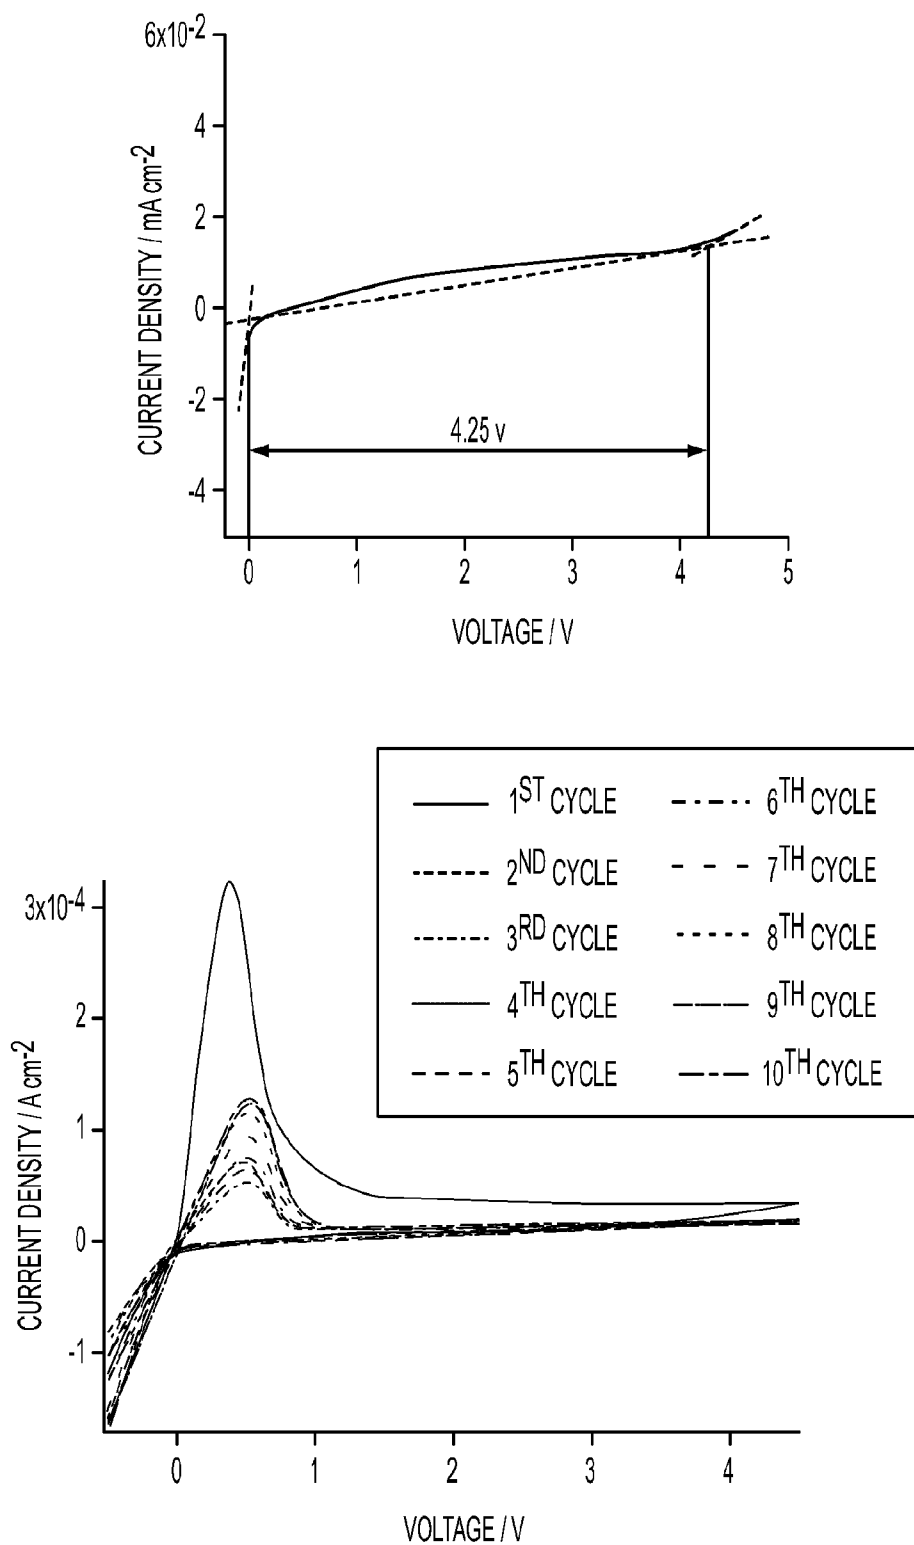 6x10-2
4
2
0
-2
-4
CURRENT DENSITY / mA cm-2
4.25 v
0 1 2 3 4 5
VOLTAGE / V
1ST CYCLE 6TH CYCLE
2ND CYCLE 7TH CYCLE
3RD CYCLE 8TH CYCLE
4TH CYCLE 9TH CYCLE
5TH CYCLE 10TH CYCLE
3x10-4
2
1
0
-1
CURRENT DENSITY / A cm-2
0 1 2 3 4
VOLTAGE / V